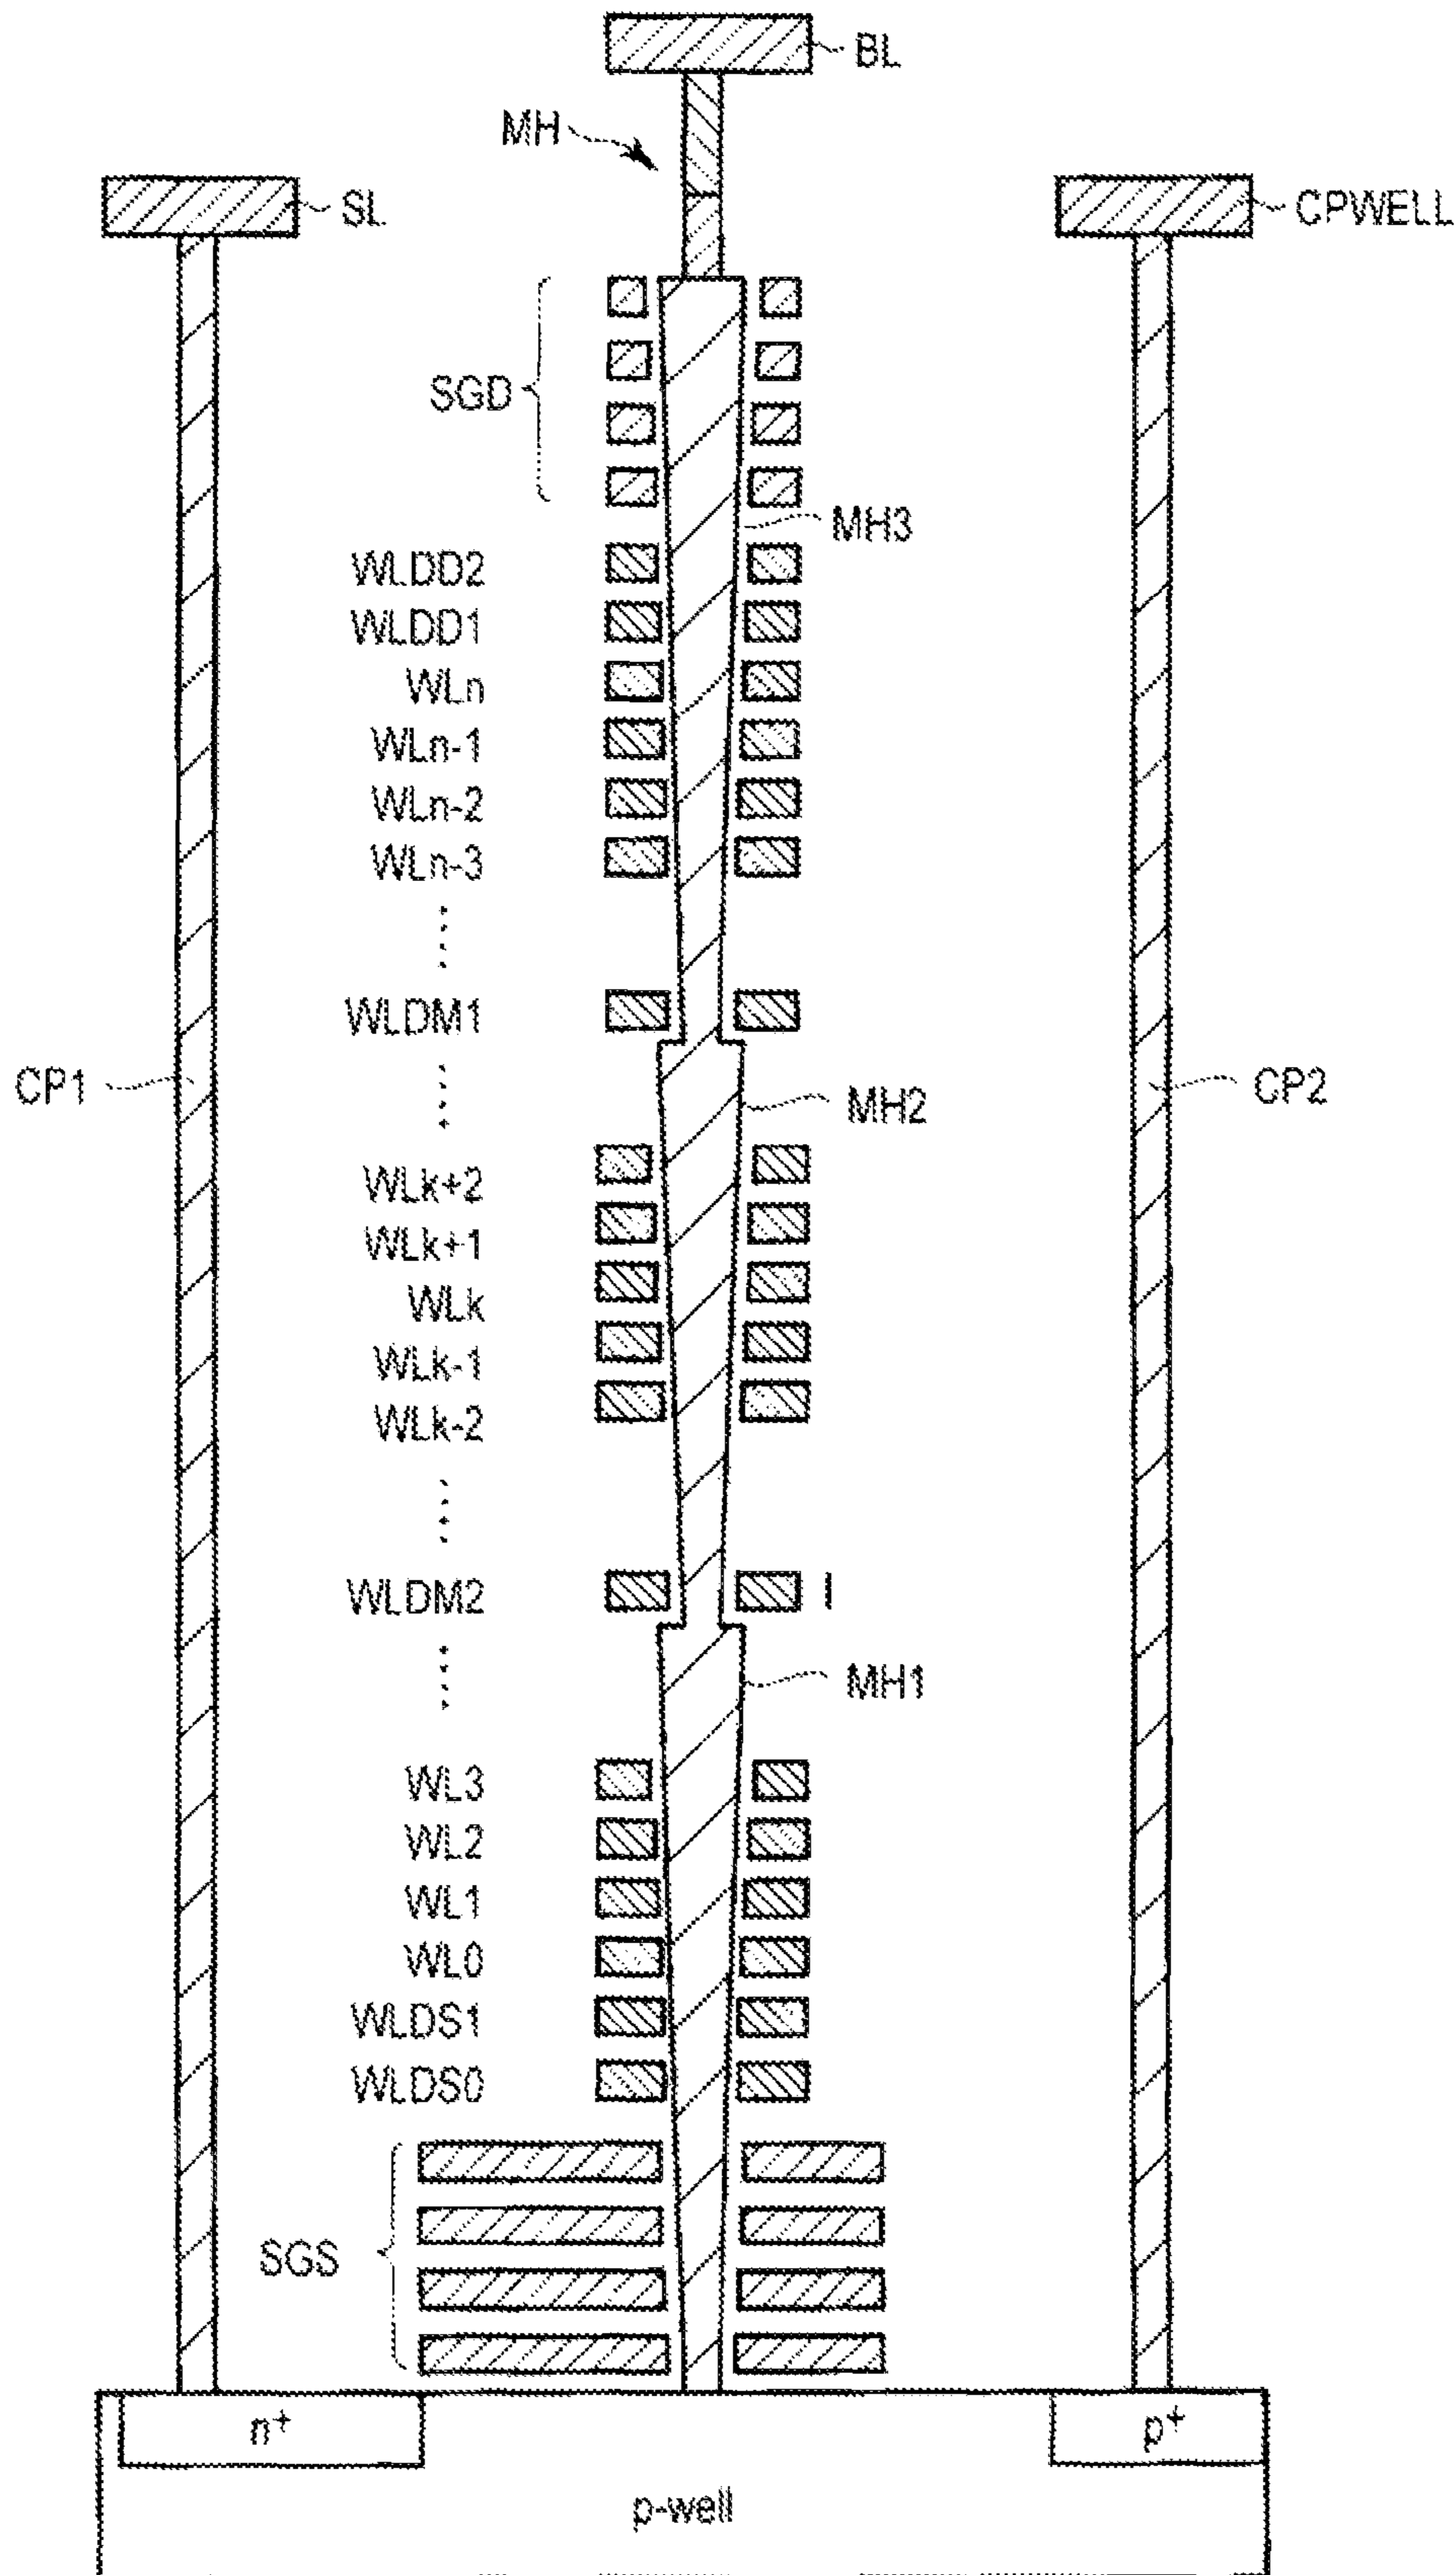 BL
MH
SL
CPWELL
SGD
MH3
WLDD2
WLDD1
WLn
WLn-1
WLn-2
WLn-3
WLDM1
CP1
MH2
CP2
WLk+2
WLk+1
WLk
WLk-1
WLk-2
WLDM2
I
MH1
WL3
WL2
WL1
WL0
WLDS1
WLDS0
SGS
n+
p+
p-well